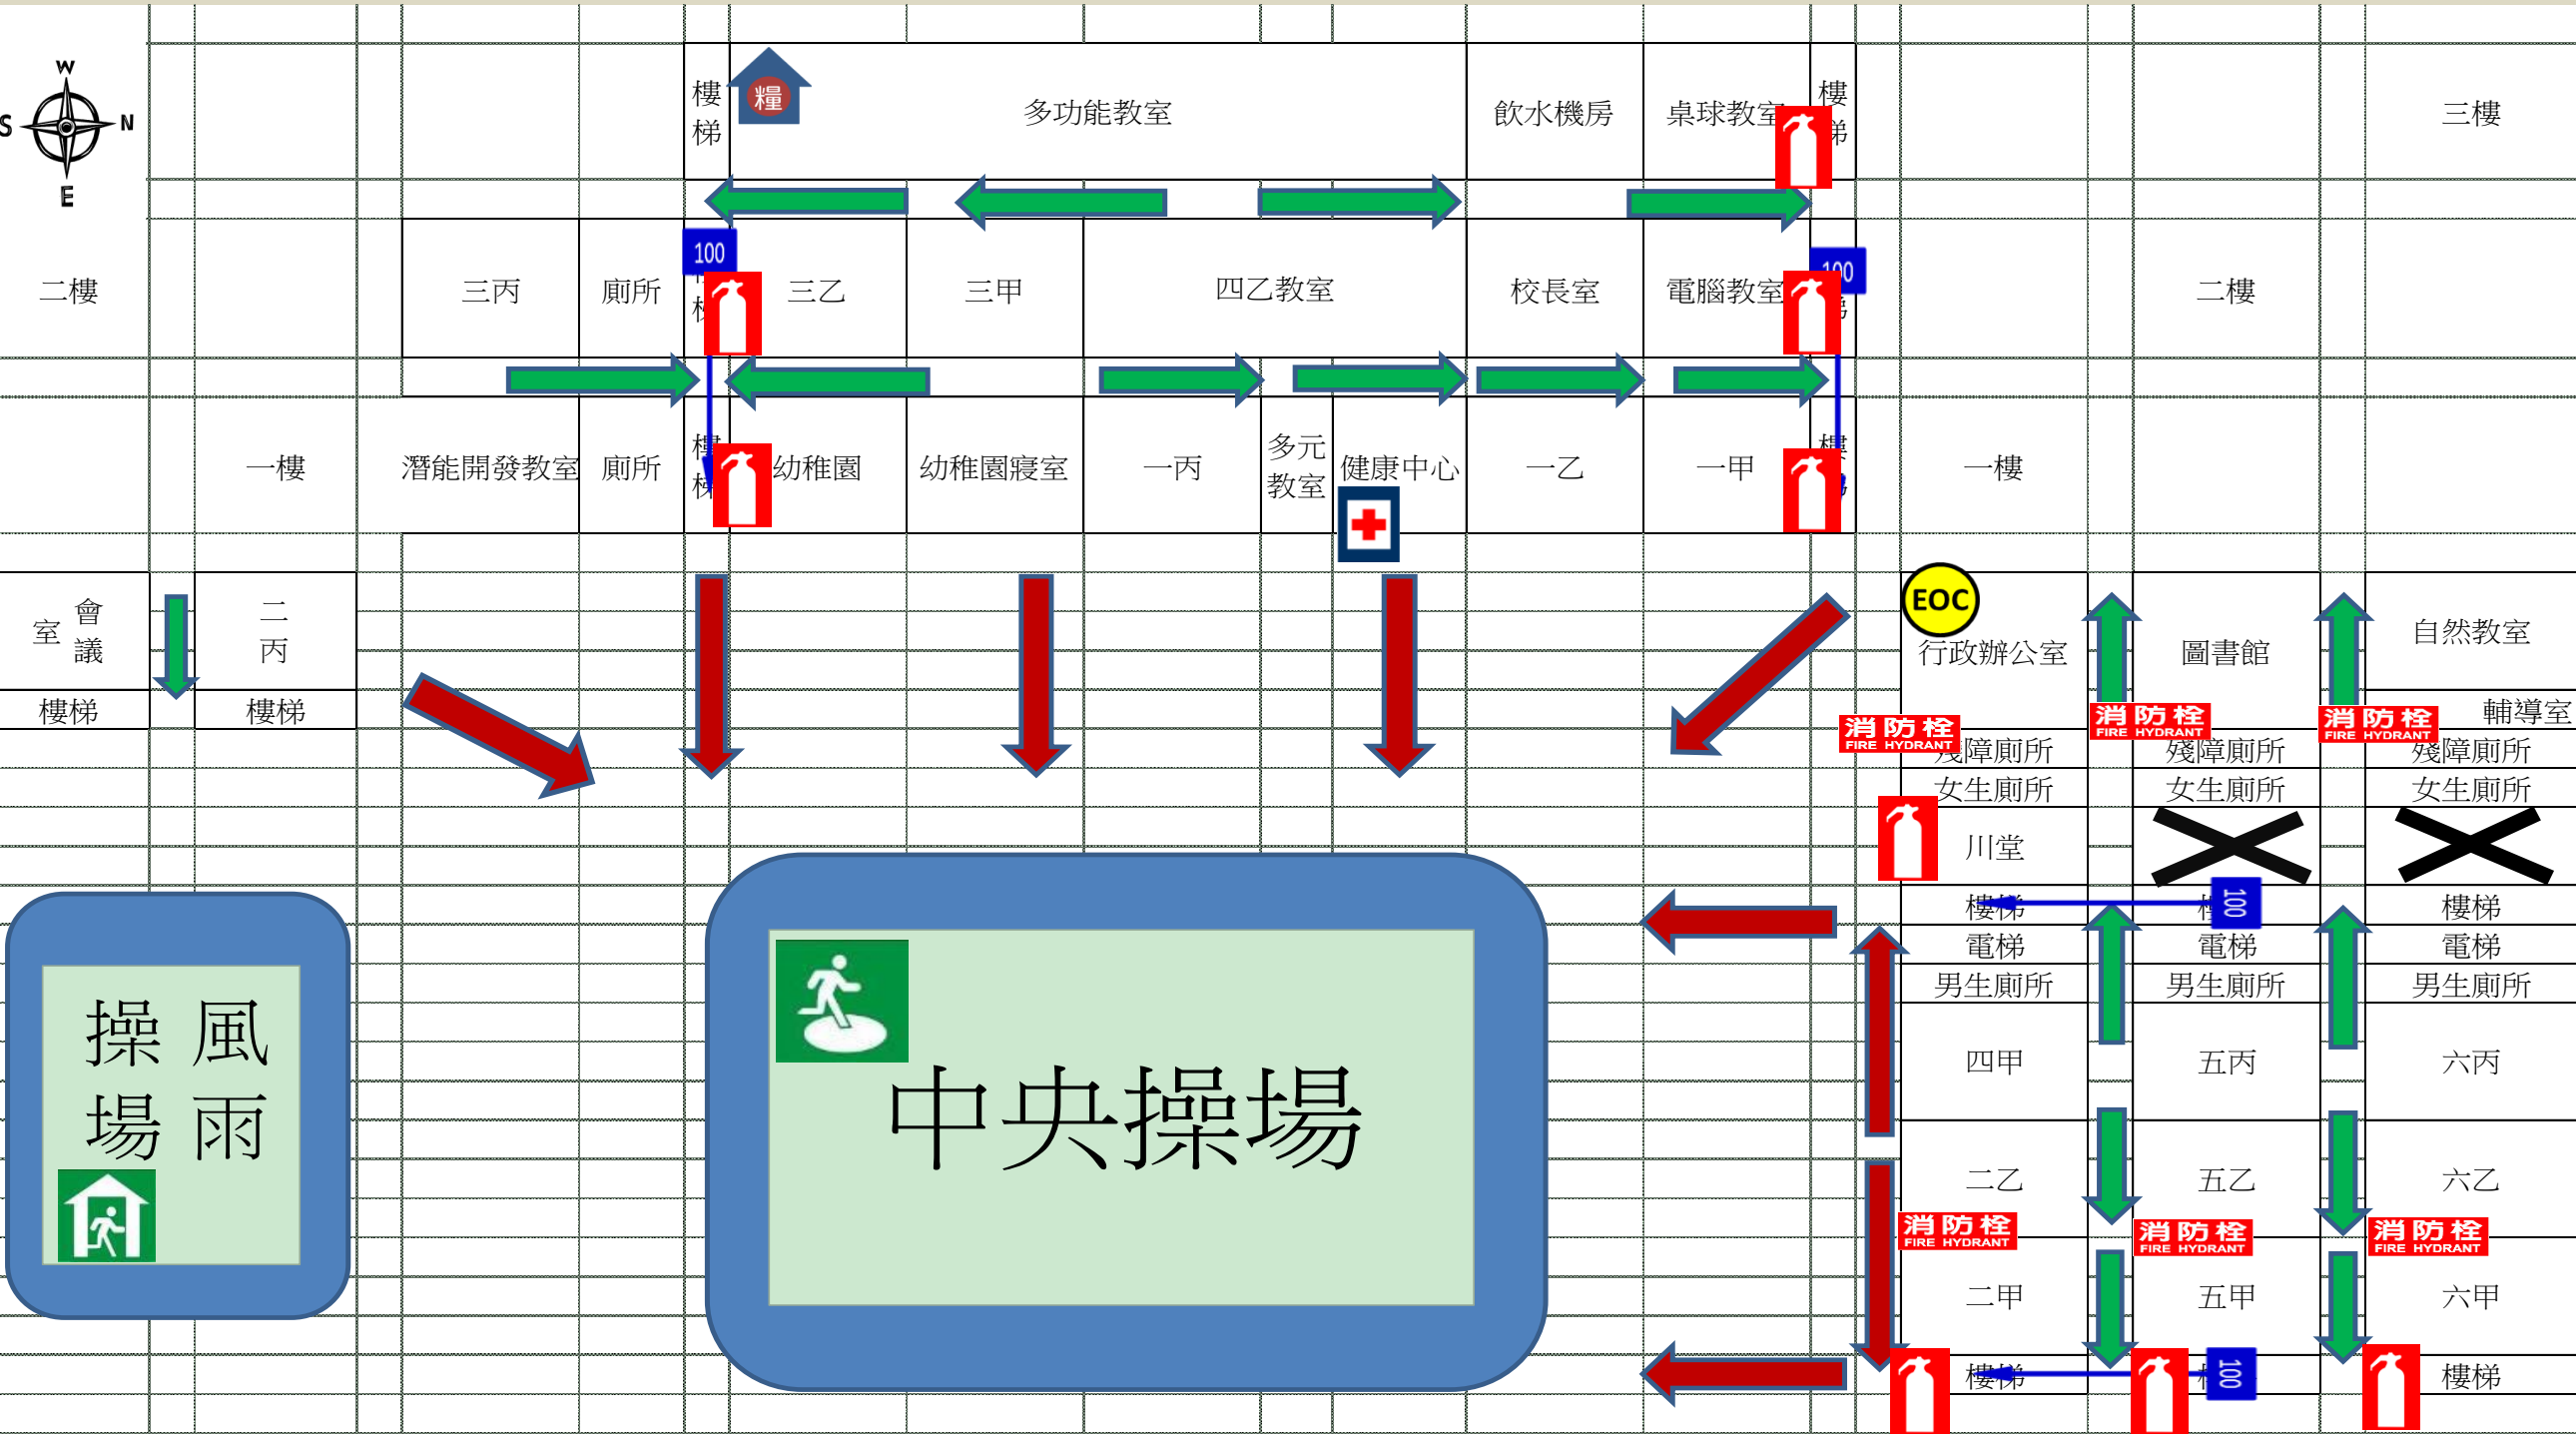 W
S
N
E
樓梯
糧
多功能教室
飲水機房
桌球教室
樓梯
三樓
二樓
三丙
廁所
100
三乙
三甲
四乙教室
校長室
電腦教室
100
二樓
一樓
潛能開發教室
廁所
樓梯
幼稚園
幼稚園寢室
一丙
多元
教室
健康中心
一乙
一甲
樓
一樓
會議
室
二丙
樓梯
樓梯
EOC
行政辦公室
圖書館
自然教室
輔導室
消防栓
FIRE HYDRANT
消防栓
FIRE HYDRANT
消防栓
FIRE HYDRANT
殘障廁所
殘障廁所
殘障廁所
女生廁所
女生廁所
女生廁所
川堂
樓梯
100
樓梯
電梯
電梯
電梯
男生廁所
男生廁所
男生廁所
四甲
五丙
六丙
二乙
五乙
六乙
消防栓
FIRE HYDRANT
消防栓
FIRE HYDRANT
消防栓
FIRE HYDRANT
二甲
五甲
六甲
樓梯
100
樓梯
風雨
操場
中央操場